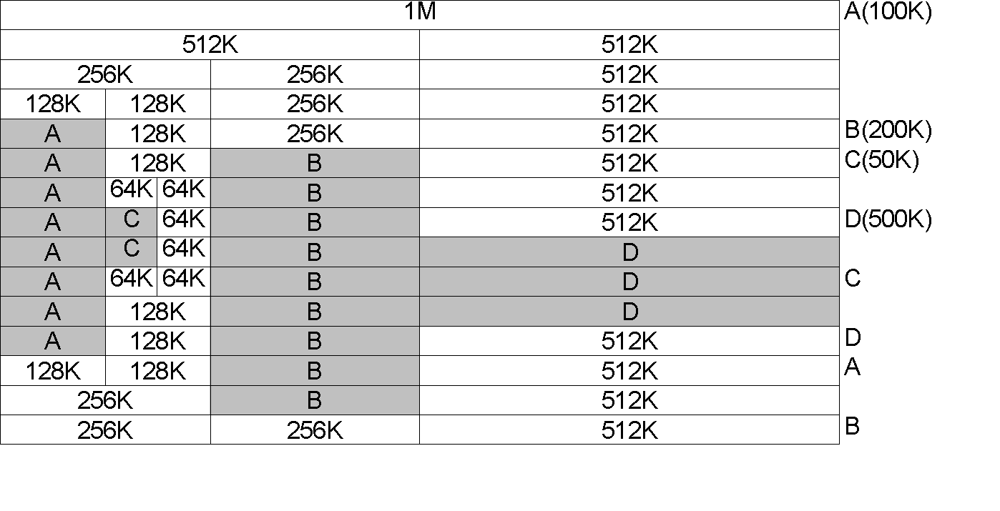 1M A(100K)
512K 512K
256K 256K 512K
128K 128K 256K 512K
A 128K 256K 512K B(200K)
A 128K B 512K C(50K)
A 64K 64K B 512K
A C 64K B 512K D(500K)
A C 64K B D
A 64K 64K B D C
A 128K B D
A 128K B 512K D
128K 128K B 512K A
256K B 512K
256K 256K 512K B